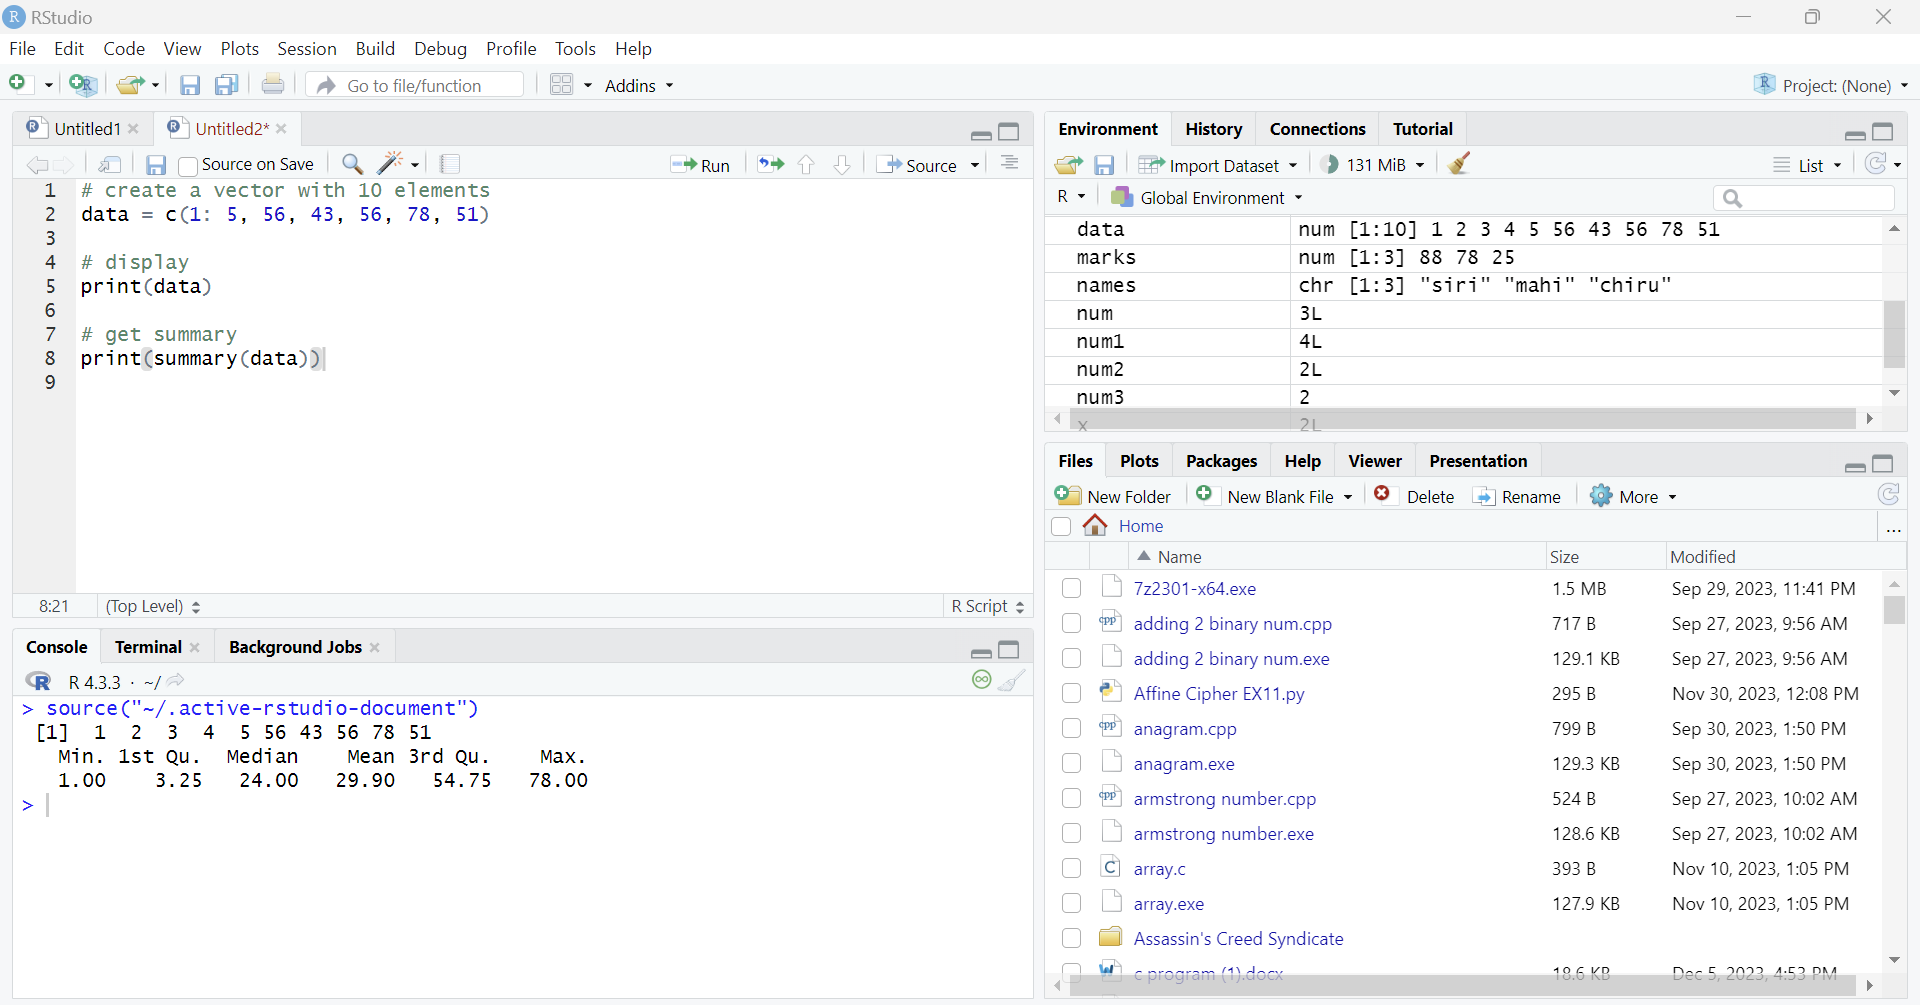 RStudio
File Edit Code View Plots Session Build Debug Profile Tools Help
Go to file/function Addins Project: (None)
Untitled1 Untitled2*
Source on Save Run Source
1 # create a vector with 10 elements
2 data = c(1: 5, 56, 43, 56, 78, 51)
3
4 # display
5 print(data)
6
7 # get summary
8 print(summary(data))
9
8:21 (Top Level) R Script
Console Terminal Background Jobs
R 4.3.3 · ~/
> source("~/.active-rstudio-document")
[1] 1 2 3 4 5 56 43 56 78 51
Min. 1st Qu. Median Mean 3rd Qu. Max.
1.00 3.25 24.00 29.90 54.75 78.00
>
Environment History Connections Tutorial
Import Dataset 131 MiB List
R Global Environment
data num [1:10] 1 2 3 4 5 56 43 56 78 51
marks num [1:3] 88 78 25
names chr [1:3] "siri" "mahi" "chiru"
num 3L
num1 4L
num2 2L
num3 2
x 2L
Files Plots Packages Help Viewer Presentation
New Folder New Blank File Delete Rename More
Home ...
Name Size Modified
7z2301-x64.exe 1.5 MB Sep 29, 2023, 11:41 PM
adding 2 binary num.cpp 717 B Sep 27, 2023, 9:56 AM
adding 2 binary num.exe 129.1 KB Sep 27, 2023, 9:56 AM
Affine Cipher EX11.py 295 B Nov 30, 2023, 12:08 PM
anagram.cpp 799 B Sep 30, 2023, 1:50 PM
anagram.exe 129.3 KB Sep 30, 2023, 1:50 PM
armstrong number.cpp 524 B Sep 27, 2023, 10:02 AM
armstrong number.exe 128.6 KB Sep 27, 2023, 10:02 AM
array.c 393 B Nov 10, 2023, 1:05 PM
array.exe 127.9 KB Nov 10, 2023, 1:05 PM
Assassin's Creed Syndicate
c program (1).docx 18.6 KB Dec 5, 2023, 4:53 PM